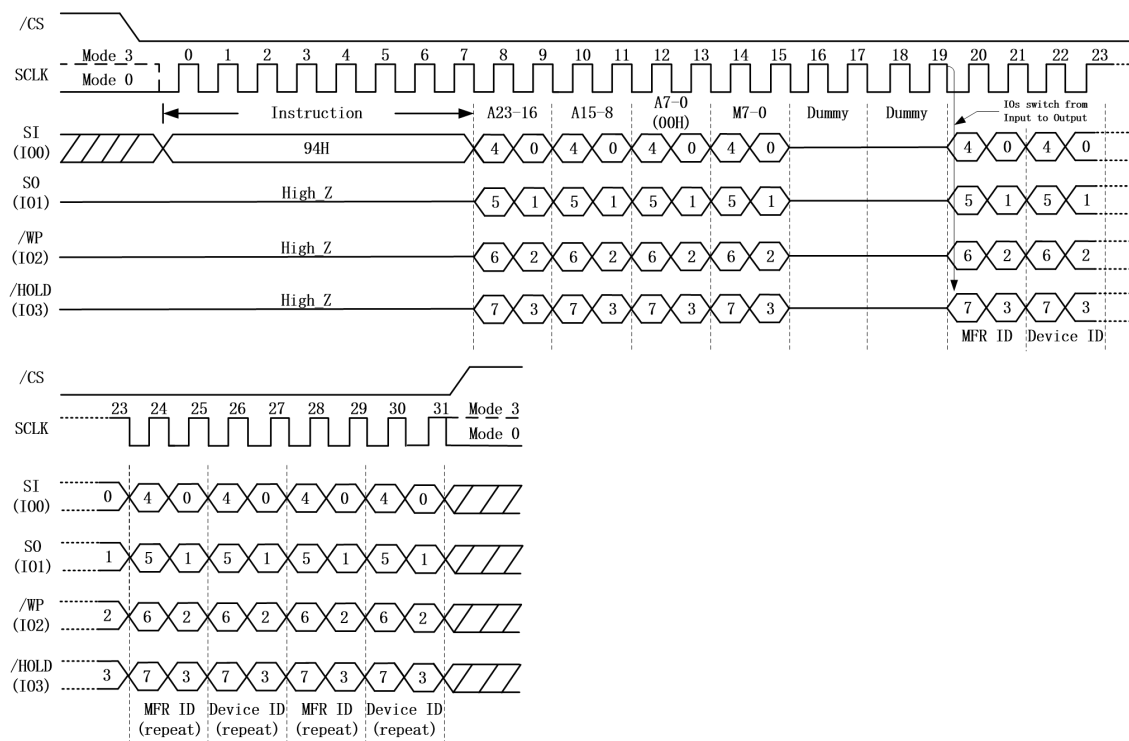 /CS
Mode 3 0 1 2 3 4 5 6 7 8 9 10 11 12 13 14 15 16 17 18 19 20 21 22 23
SCLK
Mode 0
Instruction A23-16 A15-8 A7-0 (00H) M7-0 Dummy Dummy IOs switch from Input to Output
SI
(IO0) 94H 4 0 4 0 4 0 4 0 4 0 4 0
SO
(IO1) High_Z 5 1 5 1 5 1 5 1 5 1 5 1
/WP
(IO2) High_Z 6 2 6 2 6 2 6 2 6 2 6 2
/HOLD
(IO3) High_Z 7 3 7 3 7 3 7 3 7 3 7 3
MFR ID Device ID
/CS
23 24 25 26 27 28 29 30 31 Mode 3
SCLK
Mode 0
SI
(IO0) 0 4 0 4 0 4 0 4 0
SO
(IO1) 1 5 1 5 1 5 1 5 1
/WP
(IO2) 2 6 2 6 2 6 2 6 2
/HOLD
(IO3) 3 7 3 7 3 7 3 7 3
MFR ID Device ID MFR ID Device ID
(repeat) (repeat) (repeat) (repeat)